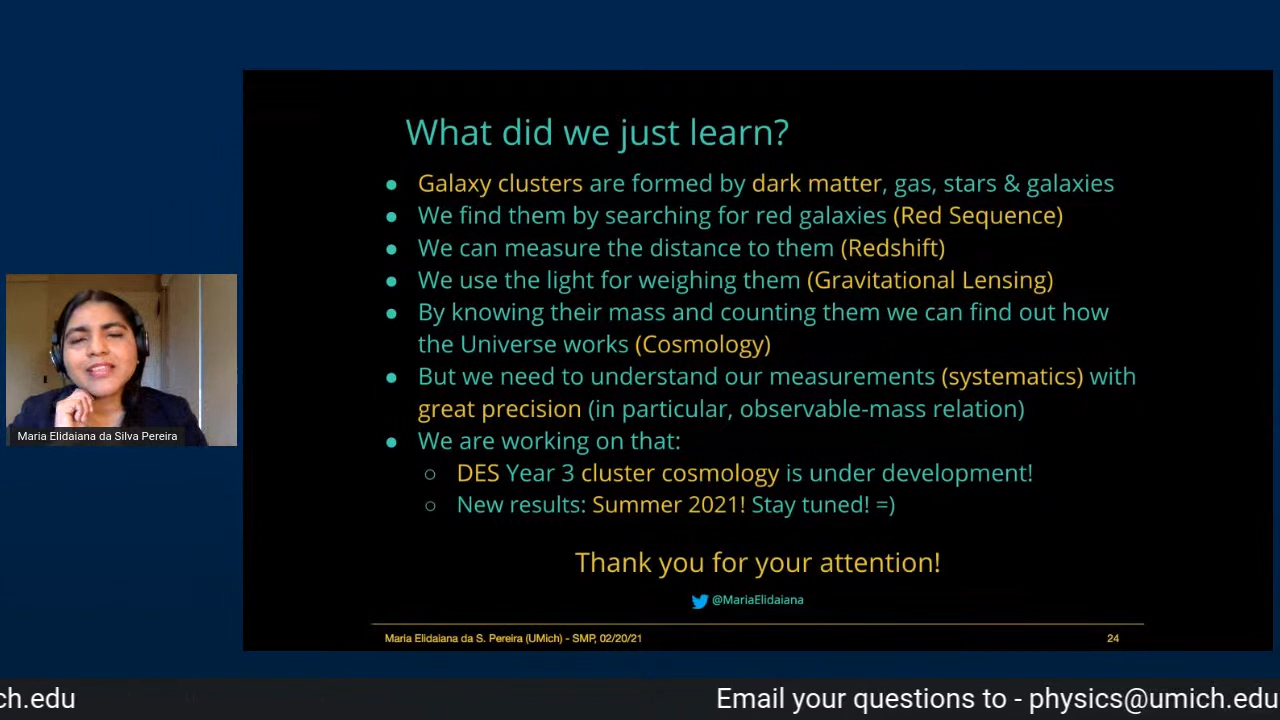 What did we just learn?
● Galaxy clusters are formed by dark matter, gas, stars & galaxies
● We find them by searching for red galaxies (Red Sequence)
● We can measure the distance to them (Redshift)
● We use the light for weighing them (Gravitational Lensing)
● By knowing their mass and counting them we can find out how
the Universe works (Cosmology)
● But we need to understand our measurements (systematics) with
great precision (in particular, observable-mass relation)
● We are working on that:
○ DES Year 3 cluster cosmology is under development!
○ New results: Summer 2021! Stay tuned! =)
Thank you for your attention!
@MariaElidaiana
Maria Elidaiana da S. Pereira (UMich) - SMP, 02/20/21
24
Maria Elidaiana da Silva Pereira
ch.edu
Email your questions to - physics@umich.edu